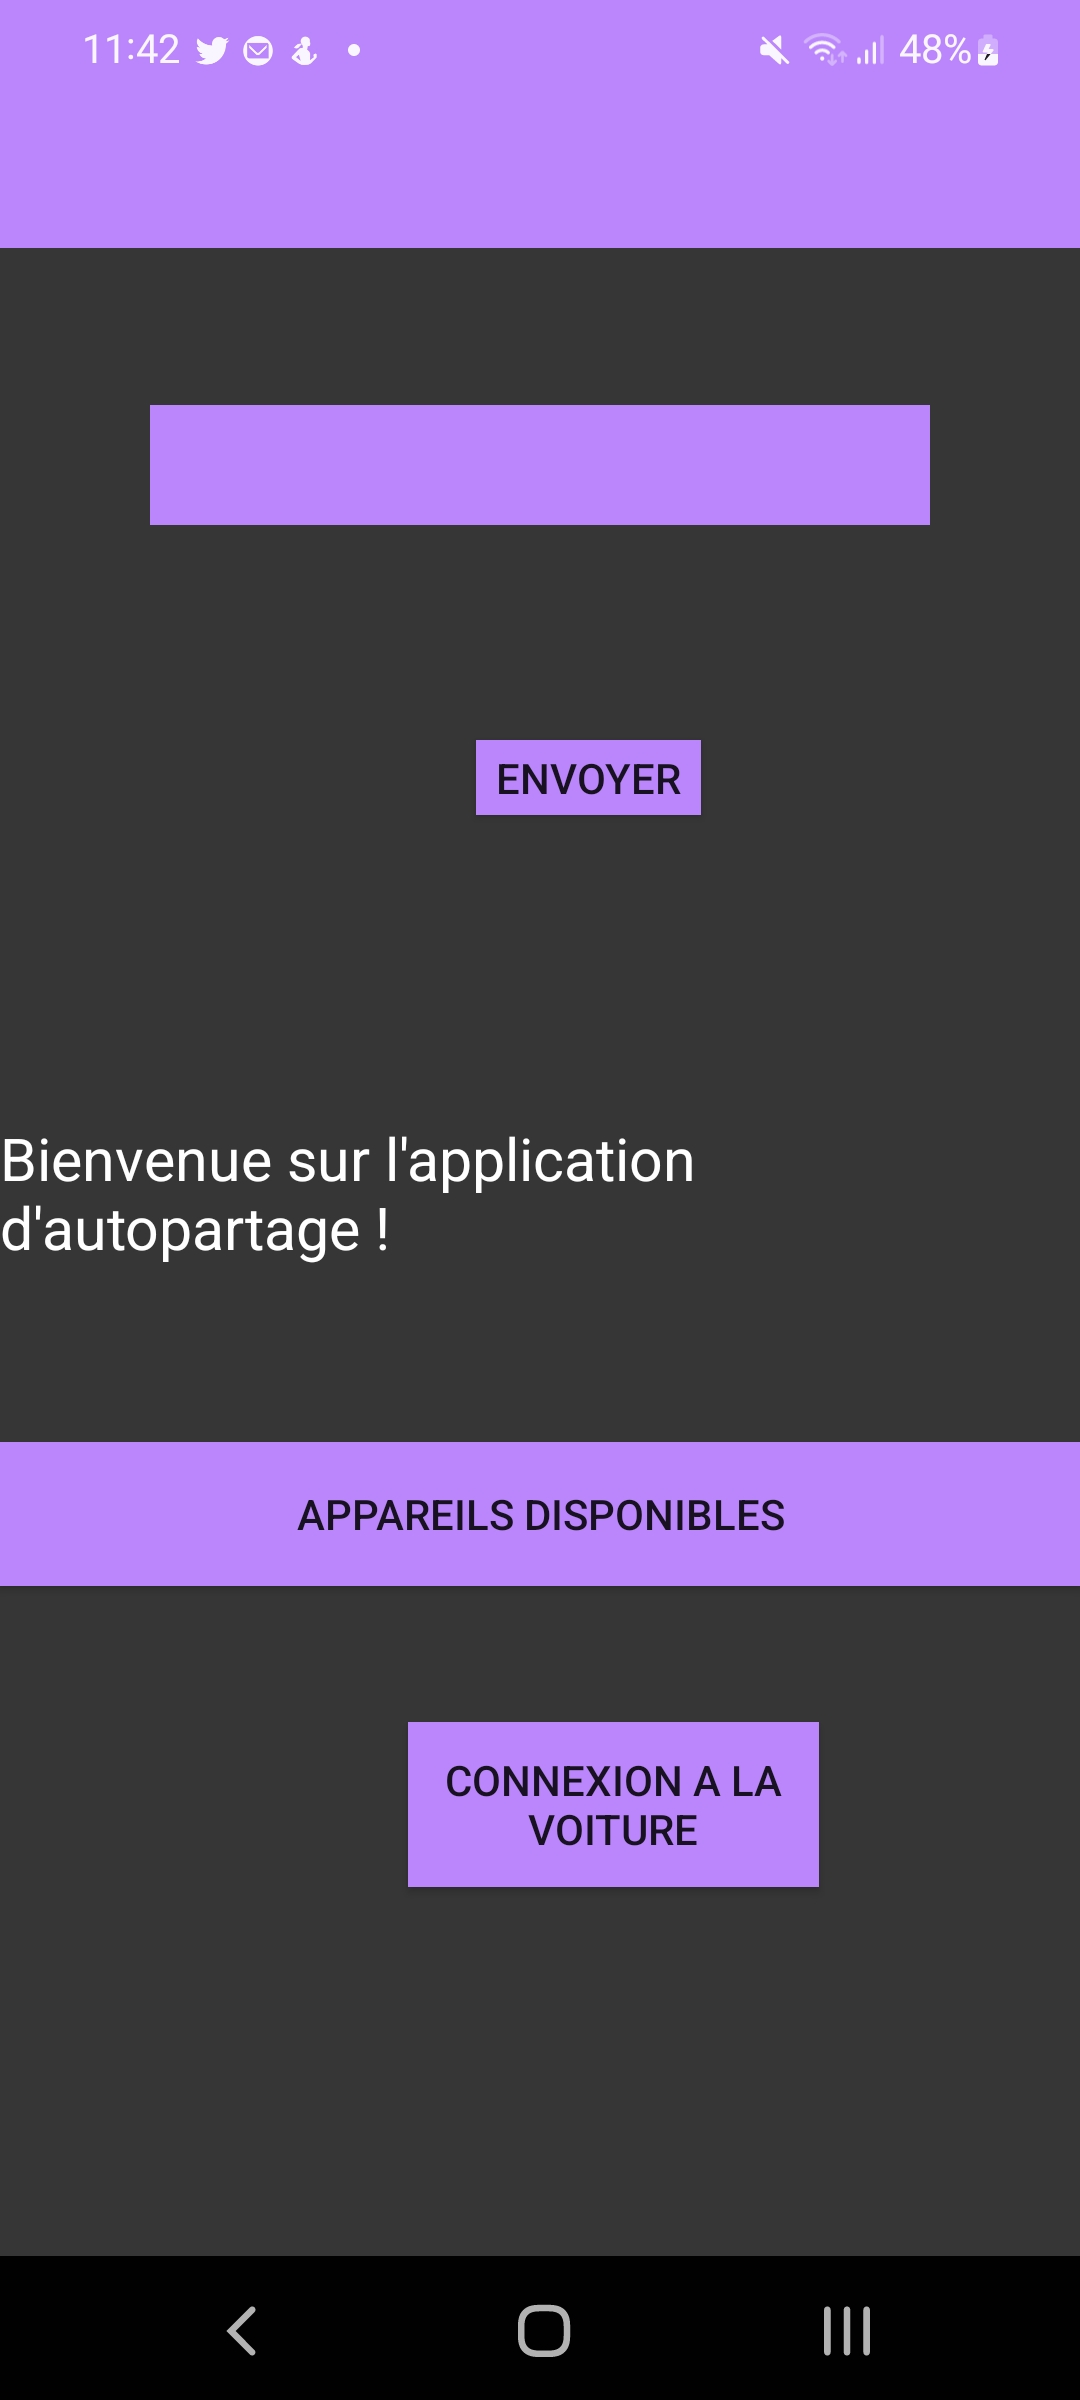 11:42 48%
ENVOYER
Bienvenue sur l'application
d'autopartage !
APPAREILS DISPONIBLES
CONNEXION A LA
VOITURE